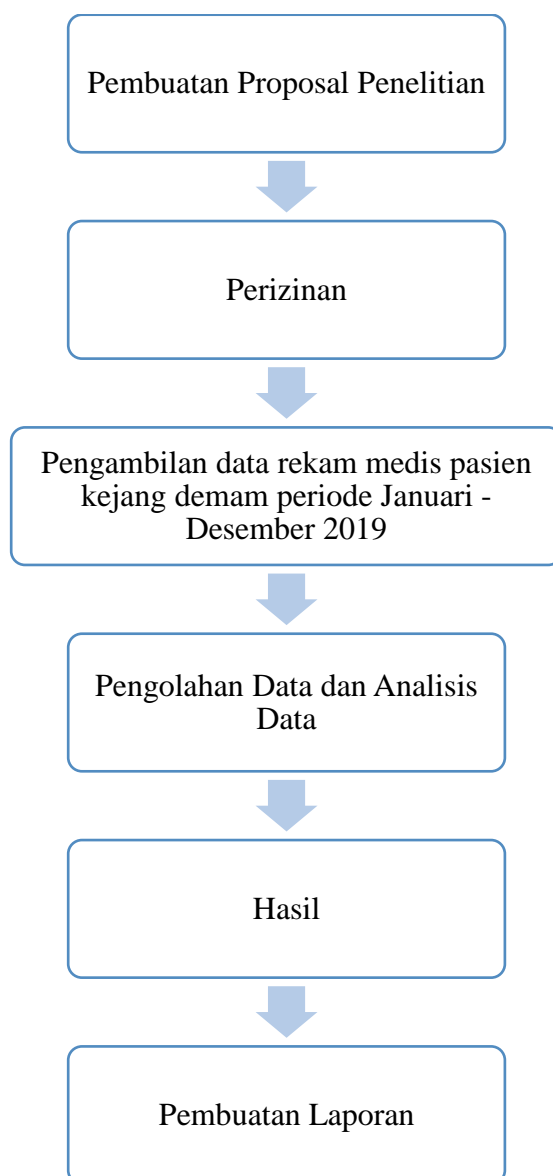 Pembuatan Proposal Penelitian
Perizinan
Pengambilan data rekam medis pasien
kejang demam periode Januari -
Desember 2019
Pengolahan Data dan Analisis
Data
Hasil
Pembuatan Laporan